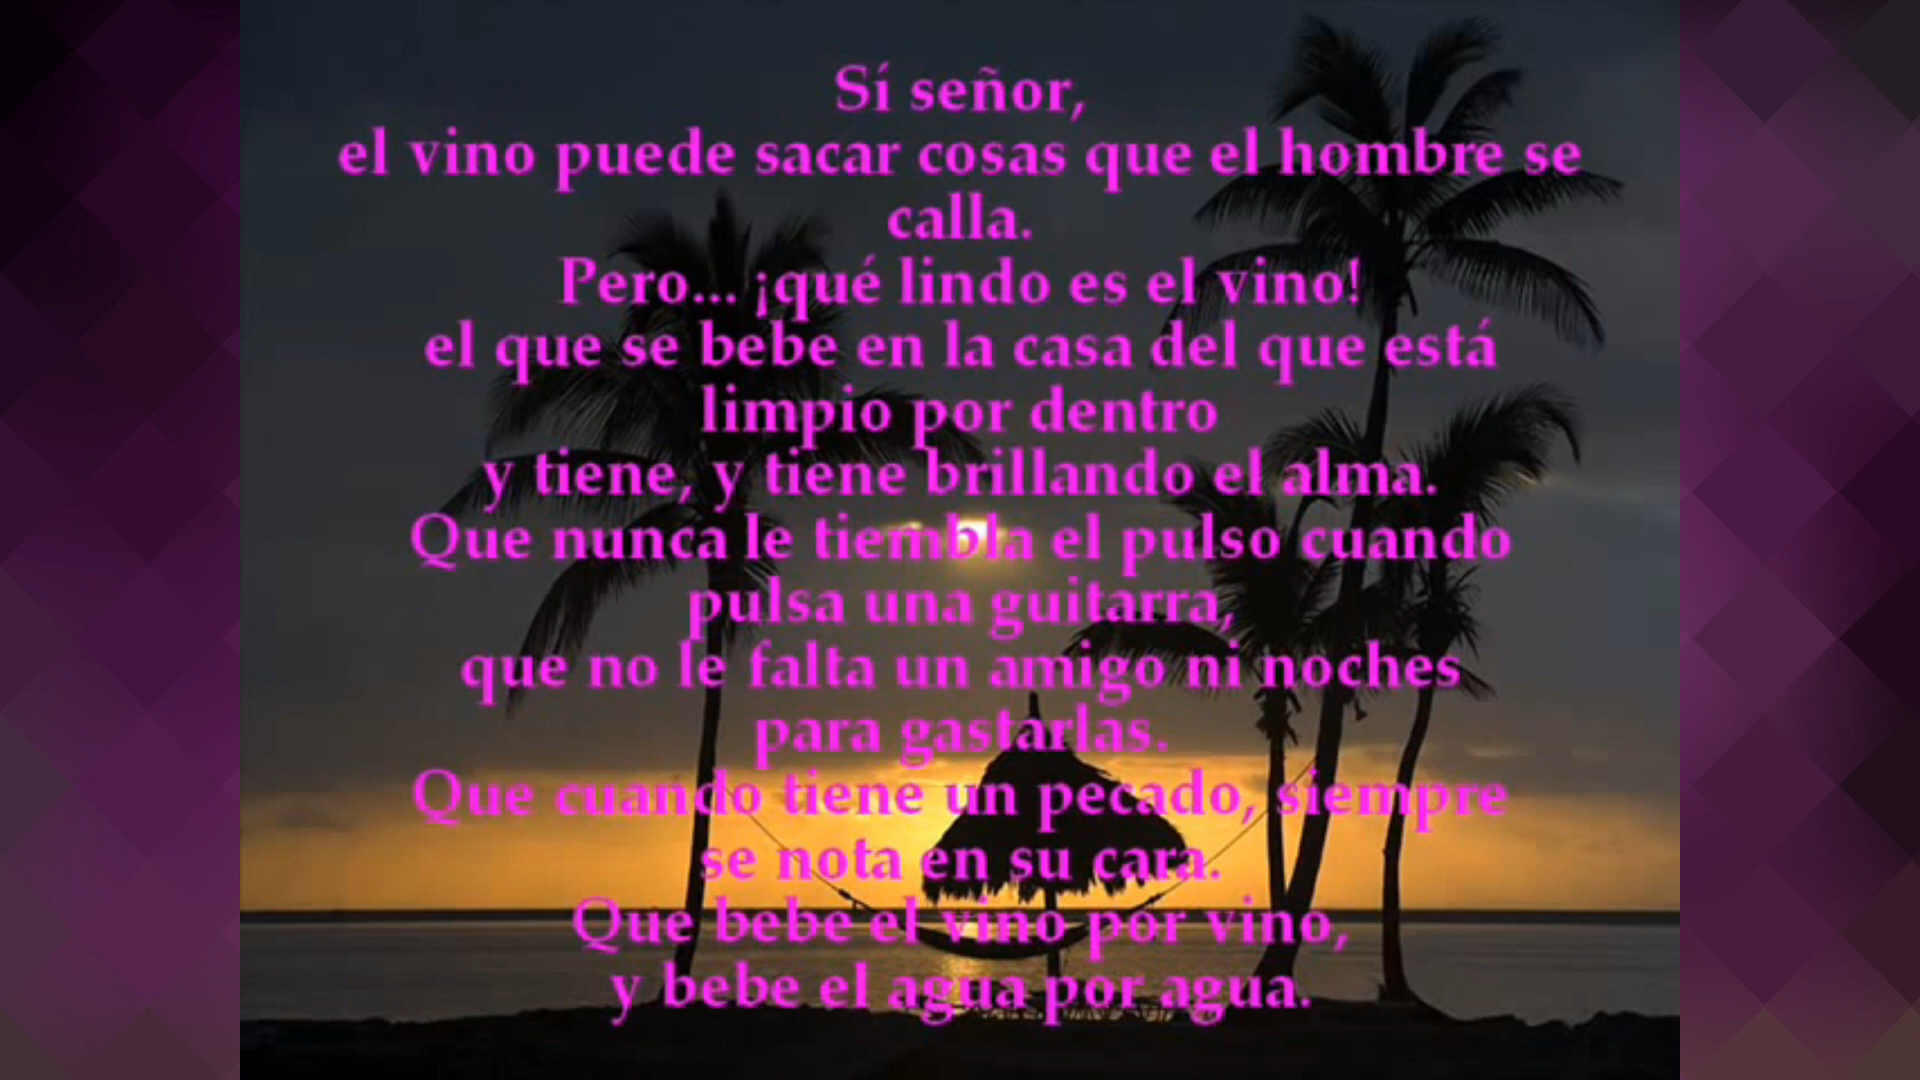 Sí señor,
el vino puede sacar cosas que el hombre se
calla.
Pero... ¡qué lindo es el vino!
el que se bebe en la casa del que está
limpio por dentro
y tiene, y tiene brillando el alma.
Que nunca le tiembla el pulso cuando
pulsa una guitarra,
que no le falta un amigo ni noches
para gastarlas.
Que cuando tiene un pecado, siempre
se nota en su cara.
Que bebe el vino por vino,
y bebe el agua por agua.